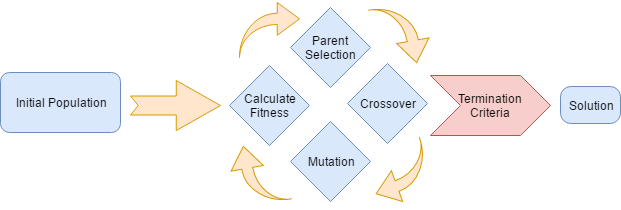 Initial Population
Calculate
Fitness
Parent
Selection
Crossover
Mutation
Termination
Criteria
Solution